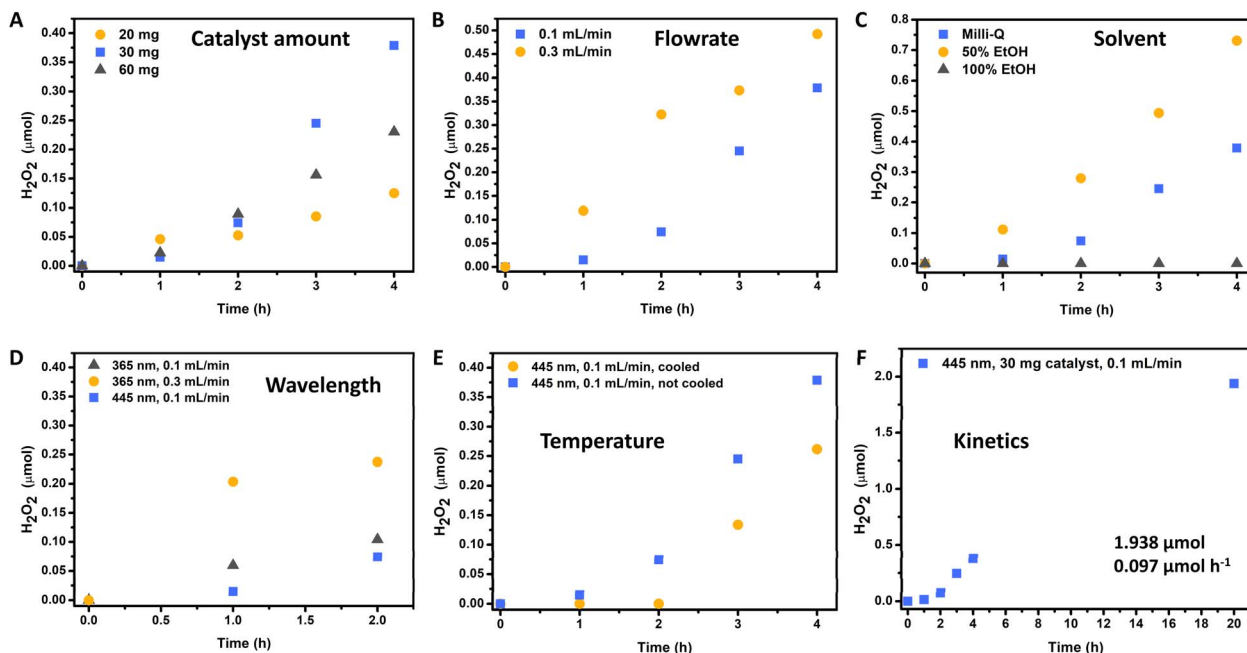 A
20 mg
30 mg
60 mg
Catalyst amount
0.40
0.35
0.30
0.25
0.20
0.15
0.10
0.05
0.00
H₂O₂ (μmol)
0 1 2 3 4
Time (h)
B
0.1 mL/min
0.3 mL/min
Flowrate
0.50
0.45
0.40
0.35
0.30
0.25
0.20
0.15
0.10
0.05
0.00
H₂O₂ (μmol)
0 1 2 3 4
Time (h)
C
Milli-Q
50% EtOH
100% EtOH
Solvent
0.8
0.7
0.6
0.5
0.4
0.3
0.2
0.1
0.0
H₂O₂ (μmol)
0 1 2 3 4
Time (h)
D
365 nm, 0.1 mL/min
365 nm, 0.3 mL/min
445 nm, 0.1 mL/min
Wavelength
0.40
0.35
0.30
0.25
0.20
0.15
0.10
0.05
0.00
H₂O₂ (μmol)
0.0 0.5 1.0 1.5 2.0
Time (h)
E
445 nm, 0.1 mL/min, cooled
445 nm, 0.1 mL/min, not cooled
Temperature
0.40
0.35
0.30
0.25
0.20
0.15
0.10
0.05
0.00
H₂O₂ (μmol)
0 1 2 3 4
Time (h)
F
445 nm, 30 mg catalyst, 0.1 mL/min
Kinetics
2.0
1.5
1.0
0.5
0.0
H₂O₂ (μmol)
1.938 μmol
0.097 μmol h⁻¹
0 2 4 6 8 10 12 14 16 18 20
Time (h)